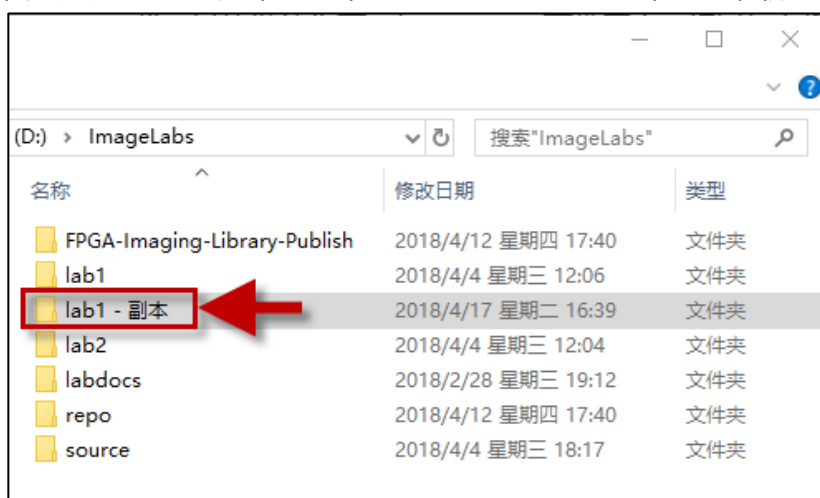 (D:) > ImageLabs 搜索"ImageLabs"
名称 修改日期 类型
FPGA-Imaging-Library-Publish 2018/4/12 星期四 17:40 文件夹
lab1 2018/4/4 星期三 12:06 文件夹
lab1 - 副本 2018/4/17 星期二 16:39 文件夹
lab2 2018/4/4 星期三 12:04 文件夹
labdocs 2018/2/28 星期三 19:12 文件夹
repo 2018/4/12 星期四 17:40 文件夹
source 2018/4/4 星期三 18:17 文件夹